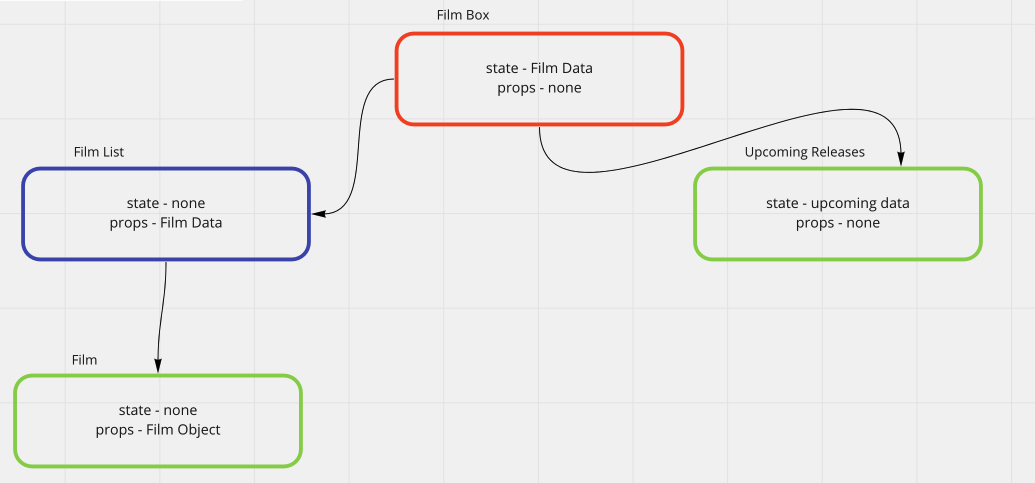 Film Box
state - Film Data
props - none
Film List
state - none
props - Film Data
Upcoming Releases
state - upcoming data
props - none
Film
state - none
props - Film Object